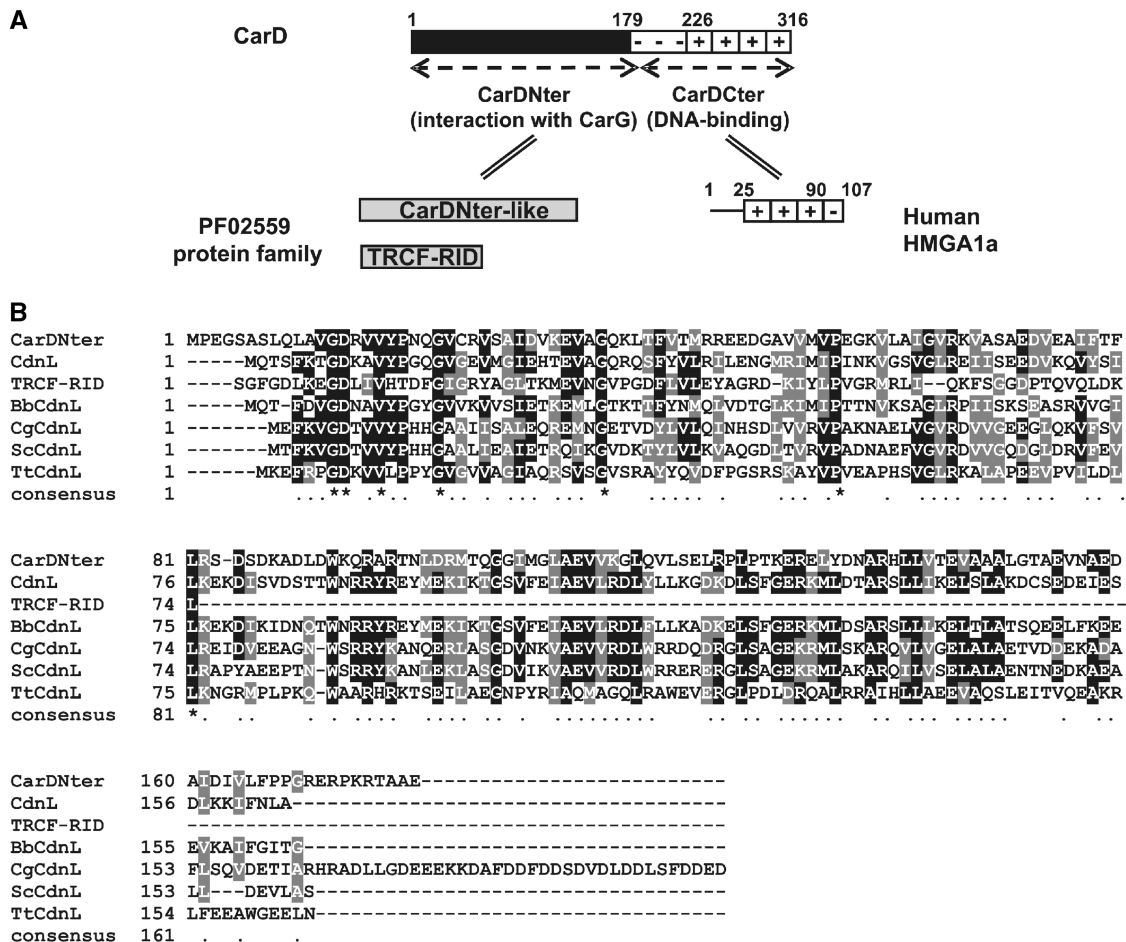 A
CarD
1 179 226 316
- - - + + + +
CarDNter CarDCter
(interaction with CarG) (DNA-binding)
1 25 90 107
CarDNter-like
+ + + -
Human
HMGA1a
PF02559
protein family
TRCF-RID
B
CarDNter 1 MPEGSASLQLAVGDRVVYPNQGVCRVSAIDVKEVAGQKLTFVTMRREEDGAVVMVPEGKVLAIGVRKVASAEDVEAIFTF
CdnL 1 -----MQTSFKTGDKAVYPGQGVGEVMGIEHTEVAGQRQSFYVLRILENGMRIMIPINKVGSVGLREIISEEDVKQVYSI
TRCF-RID 1 ----SGFGDLKEGDLIVHTDFGIGRYAGLTKMEVNGVPGDFLVLEYAGRD-KIYLPVGRMRLI--QKFSGGDPTQVQLDK
BbCdnL 1 -----MQT-FDVGDNAVYPGYGVVKVVSIETKEMLGTKTTFYNMQLVDTGLKIMIPTTNVKSAGLRPIISKSEASRVVGI
CgCdnL 1 -------MEFKVGDTVVYPHHGAAIISALEQREMNGETVDYLVLQINHSDLVVRVPAKNAELVGVRDVVGEEGLQKVFSV
ScCdnL 1 -------MTFKVGDTVVYPHHGAALIEAIETRQIKGVDKTYLVLKVAQGDLTVRVPADNAEFVGVRDVVGQDGLDRVFEV
TtCdnL 1 ------MKEFRPGDKVVLPPYGVGVVAGIAQRSVSGVSRAYYQVDFPGSRSKAYVPVEAPHSVGLRKALAPEEVPVILDL
consensus 1 ...** .*.. *.. .. .. . * ..... .... * . ...... .... .. . .
CarDNter 81 LRS-DSDKADLDWKQRARTNLDRMTQGGIMGLAEVVKGLQVLSELRPLPTKERELYDNARHLLVTEVAAALGTAEVNAED
CdnL 76 LKEKDISVDSTTWNRRYREYMEKIKTGSVFEIAEVLRDLYLLKGDKDLSFGERKMLDTARSLLIKELSLAKDCSEDEIES
TRCF-RID 74 L-------------------------------------------------------------------------------
BbCdnL 75 LKEKDIKIDNQTWNRRYREYMEKIKTGSVFEIAEVLRDLFLLKADKELSFGERKMLDSARSLLIKELTLATSQEELFKEE
CgCdnL 74 LREIDVEEAGN-WSRRYKANQERLASGDVNKVAEVVRDLWRRDQDRGLSAGEKRMLSKARQVLVGELALAETVDDEKADA
ScCdnL 74 LRAPYAEEPTN-WSRRYKANLEKLASGDVIKVAEVVRDLWRRERERGLSAGEKRMLAKARQILVSELALAENTNEDKAEA
TtCdnL 75 LKNGRMPLPKQ-WAARHRKTSEILAEGNPYRIAQMAGQLRAWEVERGLPDLDRQALRRAIHLLAEEVAQSLEITVQEAKR
consensus 81 *. .. . . .... .... . ........ .. .. ..... .. .... ..... . ..
CarDNter 160 AIDIVLFPPGRERPKRTAAE--------------------------
CdnL 156 DLKKIFNLA-------------------------------------
TRCF-RID ----------------------------------------------
BbCdnL 155 EVKAIFGITG------------------------------------
CgCdnL 153 FLSQVDETIARHRADLLGDEEEKKDAFDDFDDSDVDLDDLSFDDED
ScCdnL 153 LL---DEVLAS-----------------------------------
TtCdnL 154 LFEEAWGEELN-----------------------------------
consensus 161 . . .